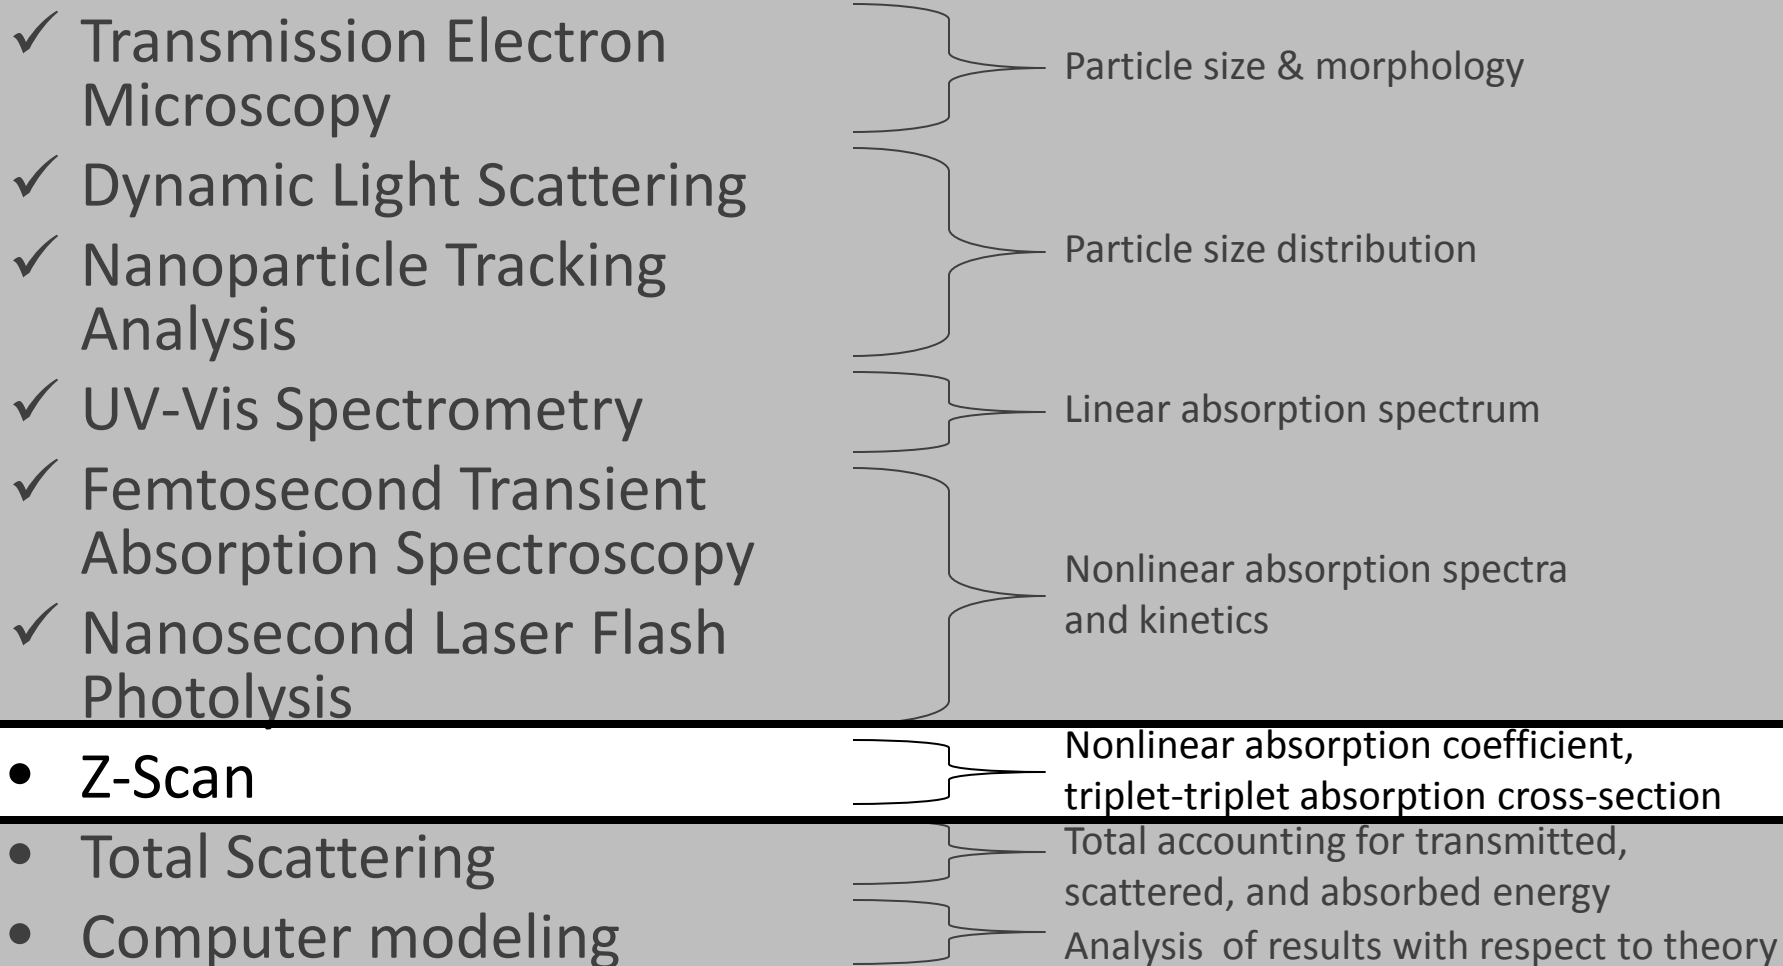 ✓ Transmission Electron
Microscopy
Particle size & morphology
✓ Dynamic Light Scattering
✓ Nanoparticle Tracking
Analysis
Particle size distribution
✓ UV-Vis Spectrometry
Linear absorption spectrum
✓ Femtosecond Transient
Absorption Spectroscopy
✓ Nanosecond Laser Flash
Photolysis
Nonlinear absorption spectra
and kinetics
• Z-Scan
Nonlinear absorption coefficient,
triplet-triplet absorption cross-section
• Total Scattering
Total accounting for transmitted,
scattered, and absorbed energy
• Computer modeling
Analysis of results with respect to theory